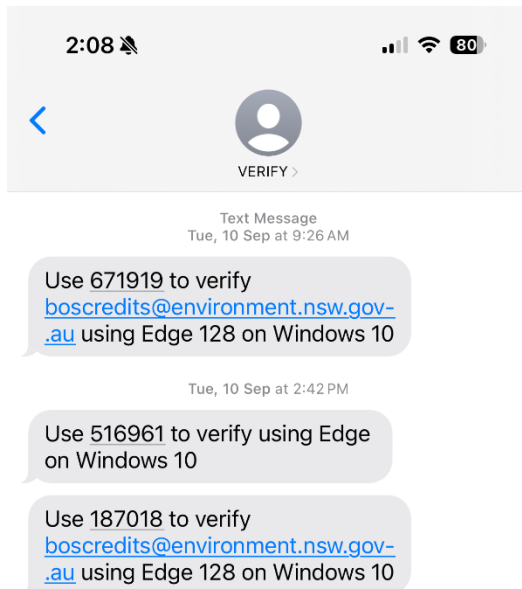 2:08
80
VERIFY
Text Message
Tue, 10 Sep at 9:26 AM
Use 671919 to verify
boscredits@environment.nsw.gov-
.au using Edge 128 on Windows 10
Tue, 10 Sep at 2:42 PM
Use 516961 to verify using Edge
on Windows 10
Use 187018 to verify
boscredits@environment.nsw.gov-
.au using Edge 128 on Windows 10